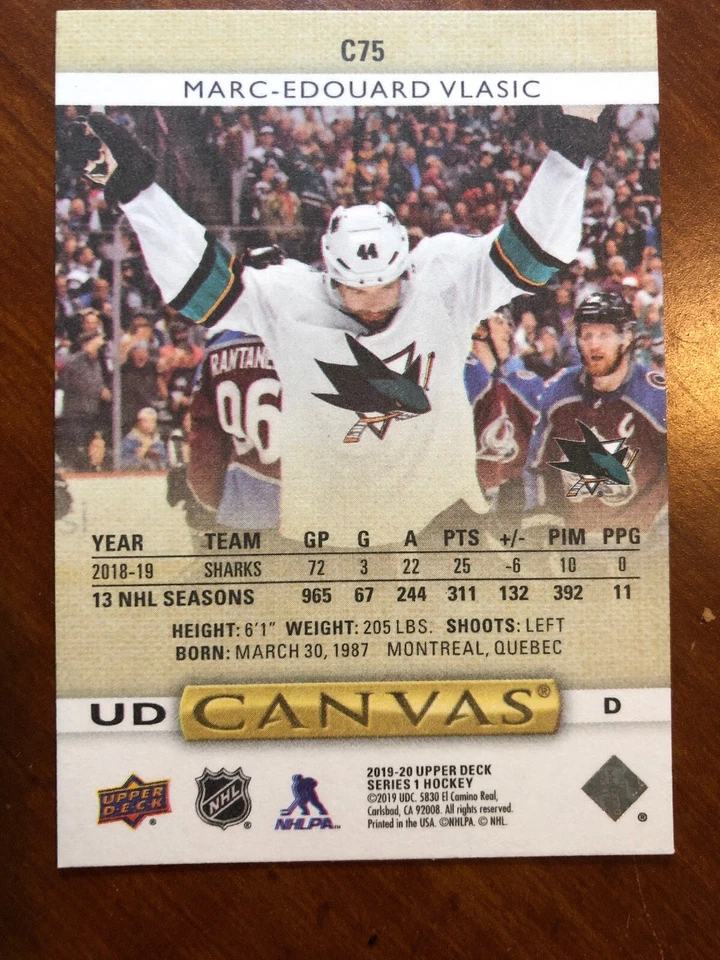 C75
MARC-EDOUARD VLASIC
44
RANTANE
96
C
YEAR TEAM GP G A PTS +/- PIM PPG
2018-19 SHARKS 72 3 22 25 -6 10 0
13 NHL SEASONS 965 67 244 311 132 392 11
HEIGHT: 6'1" WEIGHT: 205 LBS. SHOOTS: LEFT
BORN: MARCH 30, 1987 MONTREAL, QUEBEC
UD CANVAS® D
UPPER DECK ® NHL ® NHLPA™
2019-20 UPPER DECK
SERIES 1 HOCKEY
©2019 UDC. 5830 El Camino Real,
Carlsbad, CA 92008. All rights reserved.
Printed in the USA. ©NHLPA. © NHL.
®